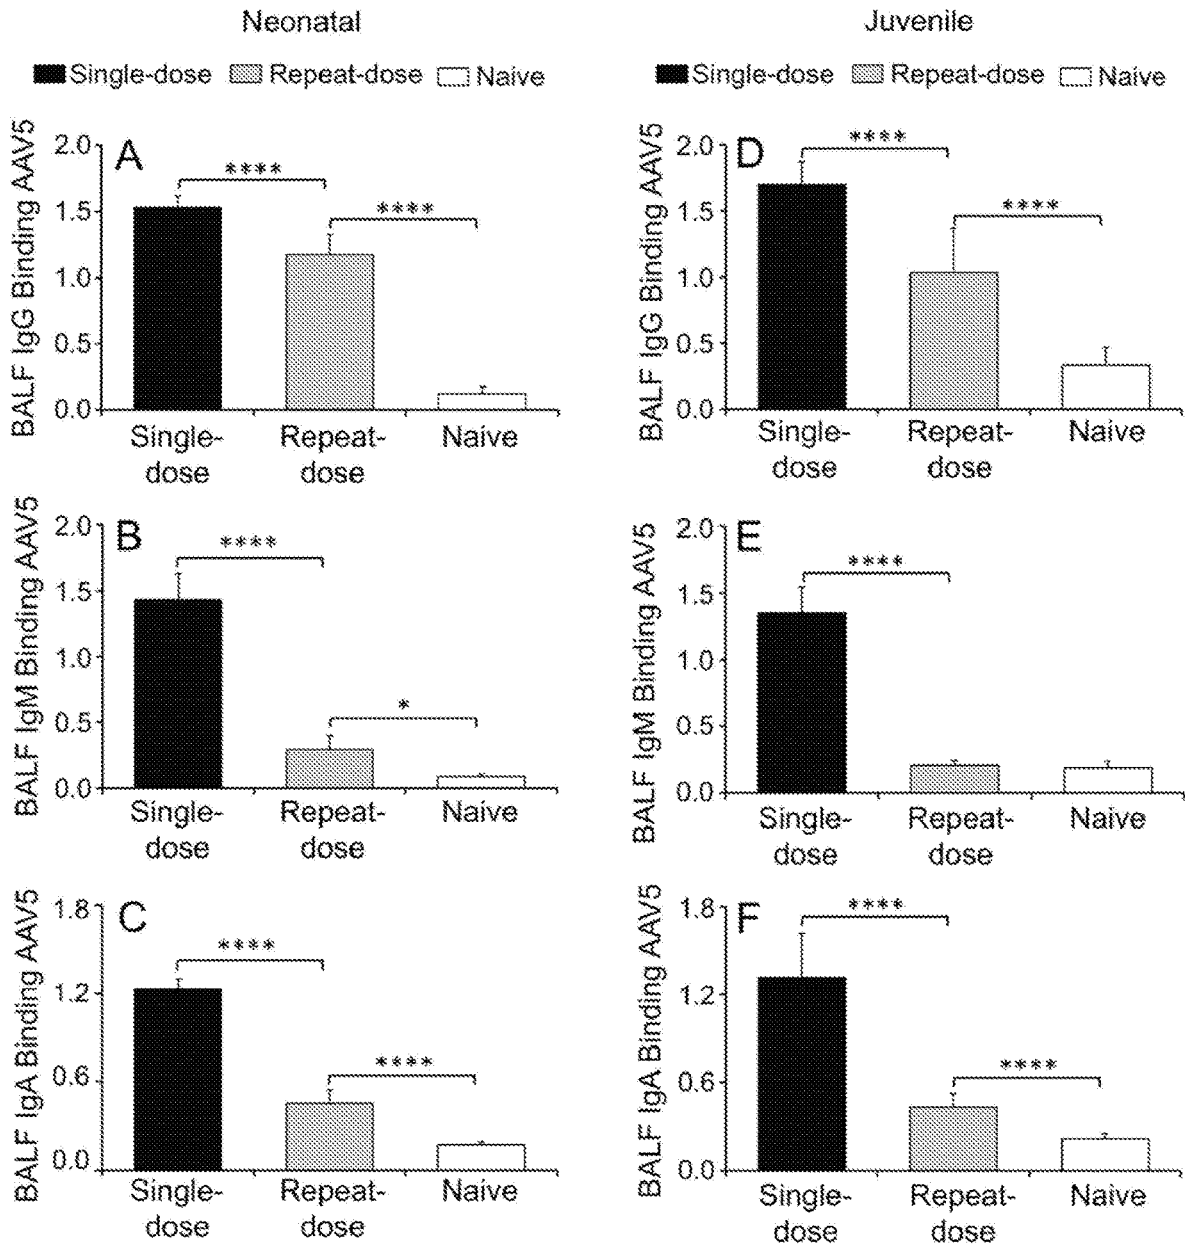 Neonatal
Single-dose Repeat-dose Naive
A
BALF IgG Binding AAV5
2.0
1.5
1.0
0.5
0.0
****
****
Single-dose
Repeat-dose
Naive
B
BALF IgM Binding AAV5
2.0
1.5
1.0
0.5
0.0
****
*
Single-dose
Repeat-dose
Naive
C
BALF IgA Binding AAV5
1.8
1.2
0.6
0.0
****
****
Single-dose
Repeat-dose
Naive
Juvenile
Single-dose Repeat-dose Naive
D
BALF IgG Binding AAV5
2.0
1.5
1.0
0.5
0.0
****
****
Single-dose
Repeat-dose
Naive
E
BALF IgM Binding AAV5
2.0
1.5
1.0
0.5
0.0
****
Single-dose
Repeat-dose
Naive
F
BALF IgA Binding AAV5
1.8
1.2
0.6
0.0
****
****
Single-dose
Repeat-dose
Naive